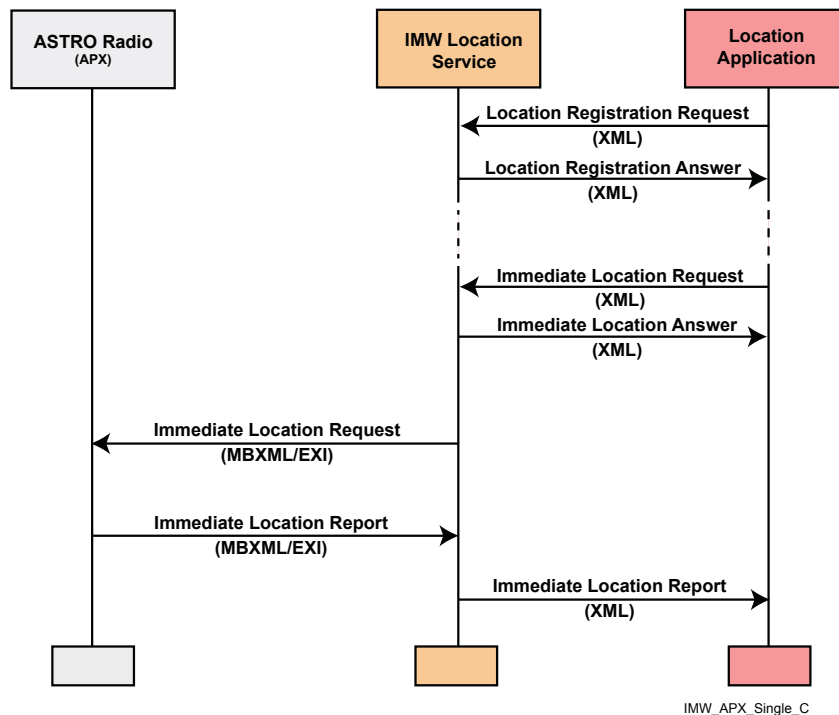 ASTRO Radio
(APX)
IMW Location
Service
Location
Application
Location Registration Request
(XML)
Location Registration Answer
(XML)
Immediate Location Request
(XML)
Immediate Location Answer
(XML)
Immediate Location Request
(MBXML/EXI)
Immediate Location Report
(MBXML/EXI)
Immediate Location Report
(XML)
IMW_APX_Single_C